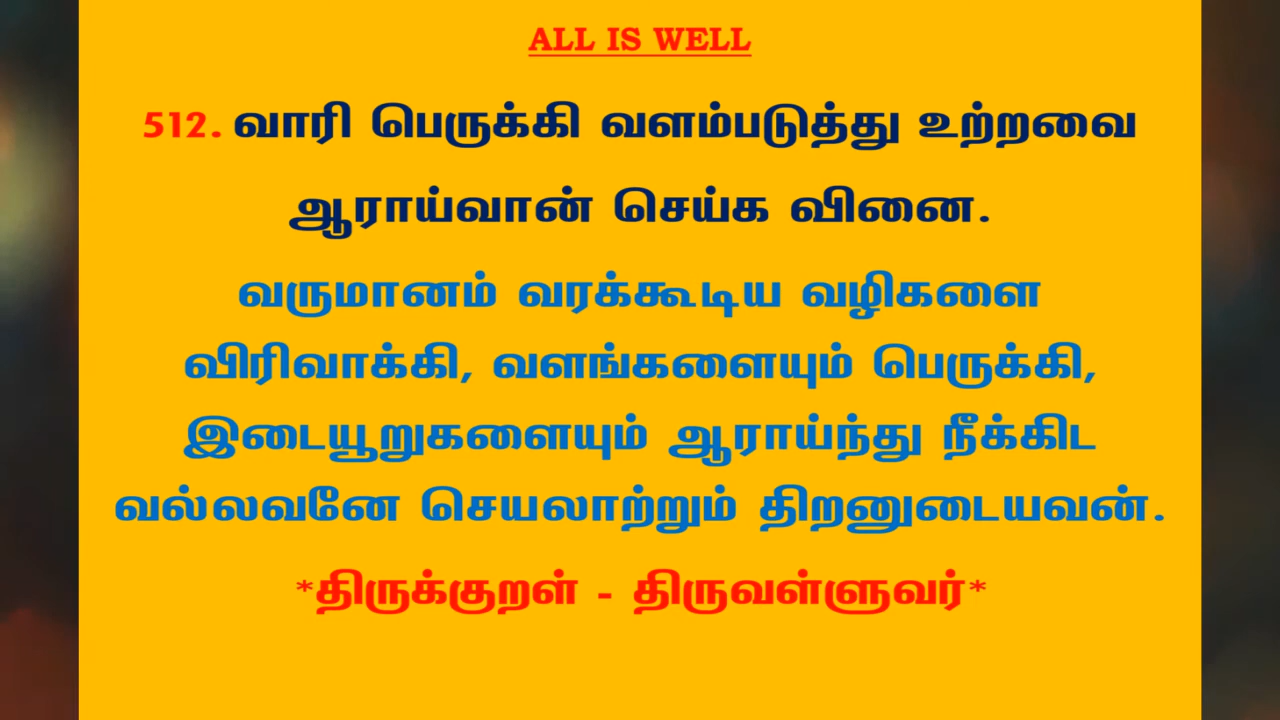 ALL IS WELL
512. வாரி பெருக்கி வளம்படுத்து உற்றவை
ஆராய்வான் செய்க வினை.
வருமானம் வரக்கூடிய வழிகளை
விரிவாக்கி, வளங்களையும் பெருக்கி,
இடையூறுகளையும் ஆராய்ந்து நீக்கிட
வல்லவனே செயலாற்றும் திறனுடையவன்.
*திருக்குறள் - திருவள்ளுவர்*